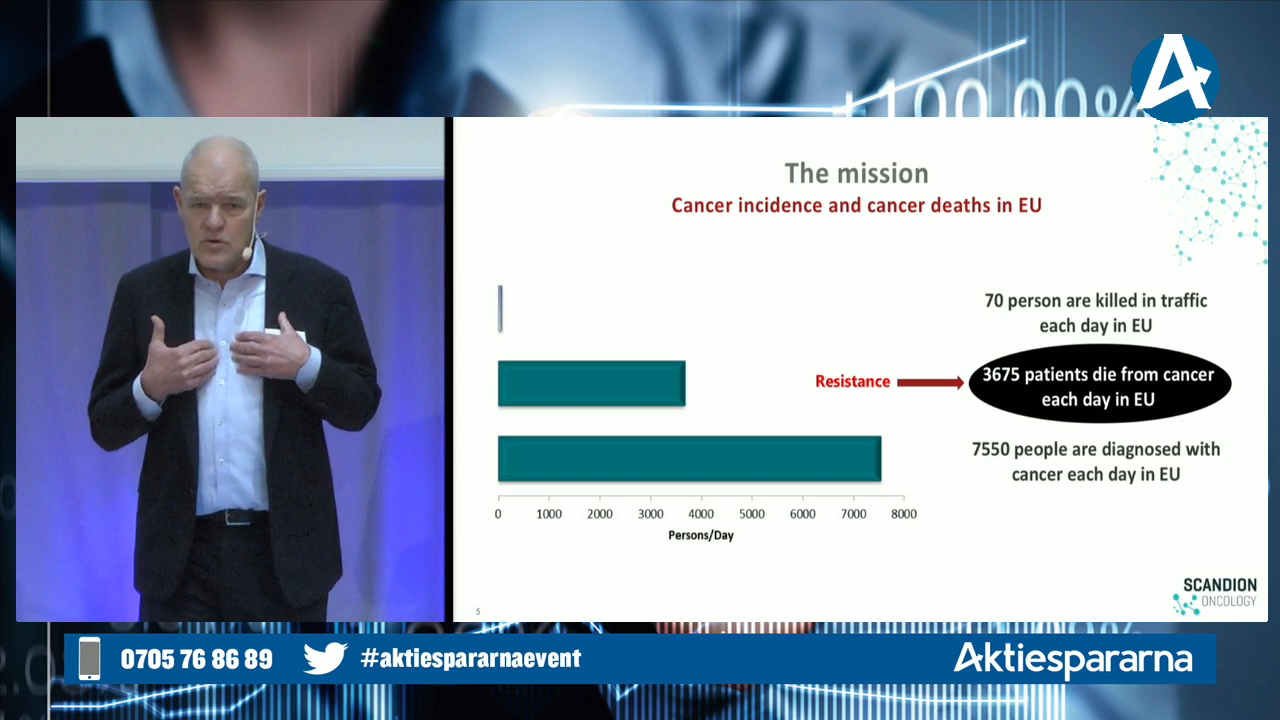 +100.00%
The mission
Cancer incidence and cancer deaths in EU
70 person are killed in traffic
each day in EU
Resistance
3675 patients die from cancer
each day in EU
7550 people are diagnosed with
cancer each day in EU
0 1000 2000 3000 4000 5000 6000 7000 8000
Persons/Day
SCANDION
ONCOLOGY
5
0705 76 86 89
#aktiespararnaevent
Aktiespararna